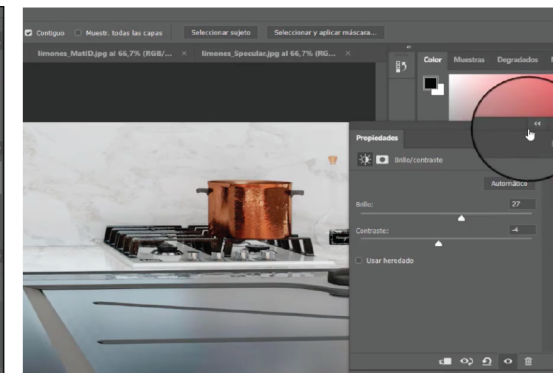 Contiguo Muestr. todas las capas Seleccionar sujeto Seleccionar y aplicar máscara...
limones_MatID.jpg al 66,7% (RGB/... × limones_Specular.jpg al 66,7% (RG... ×
Color Muestras Degradados
Propiedades
Brillo/contraste
Automático
Brillo: 27
Contraste: -4
Usar heredado